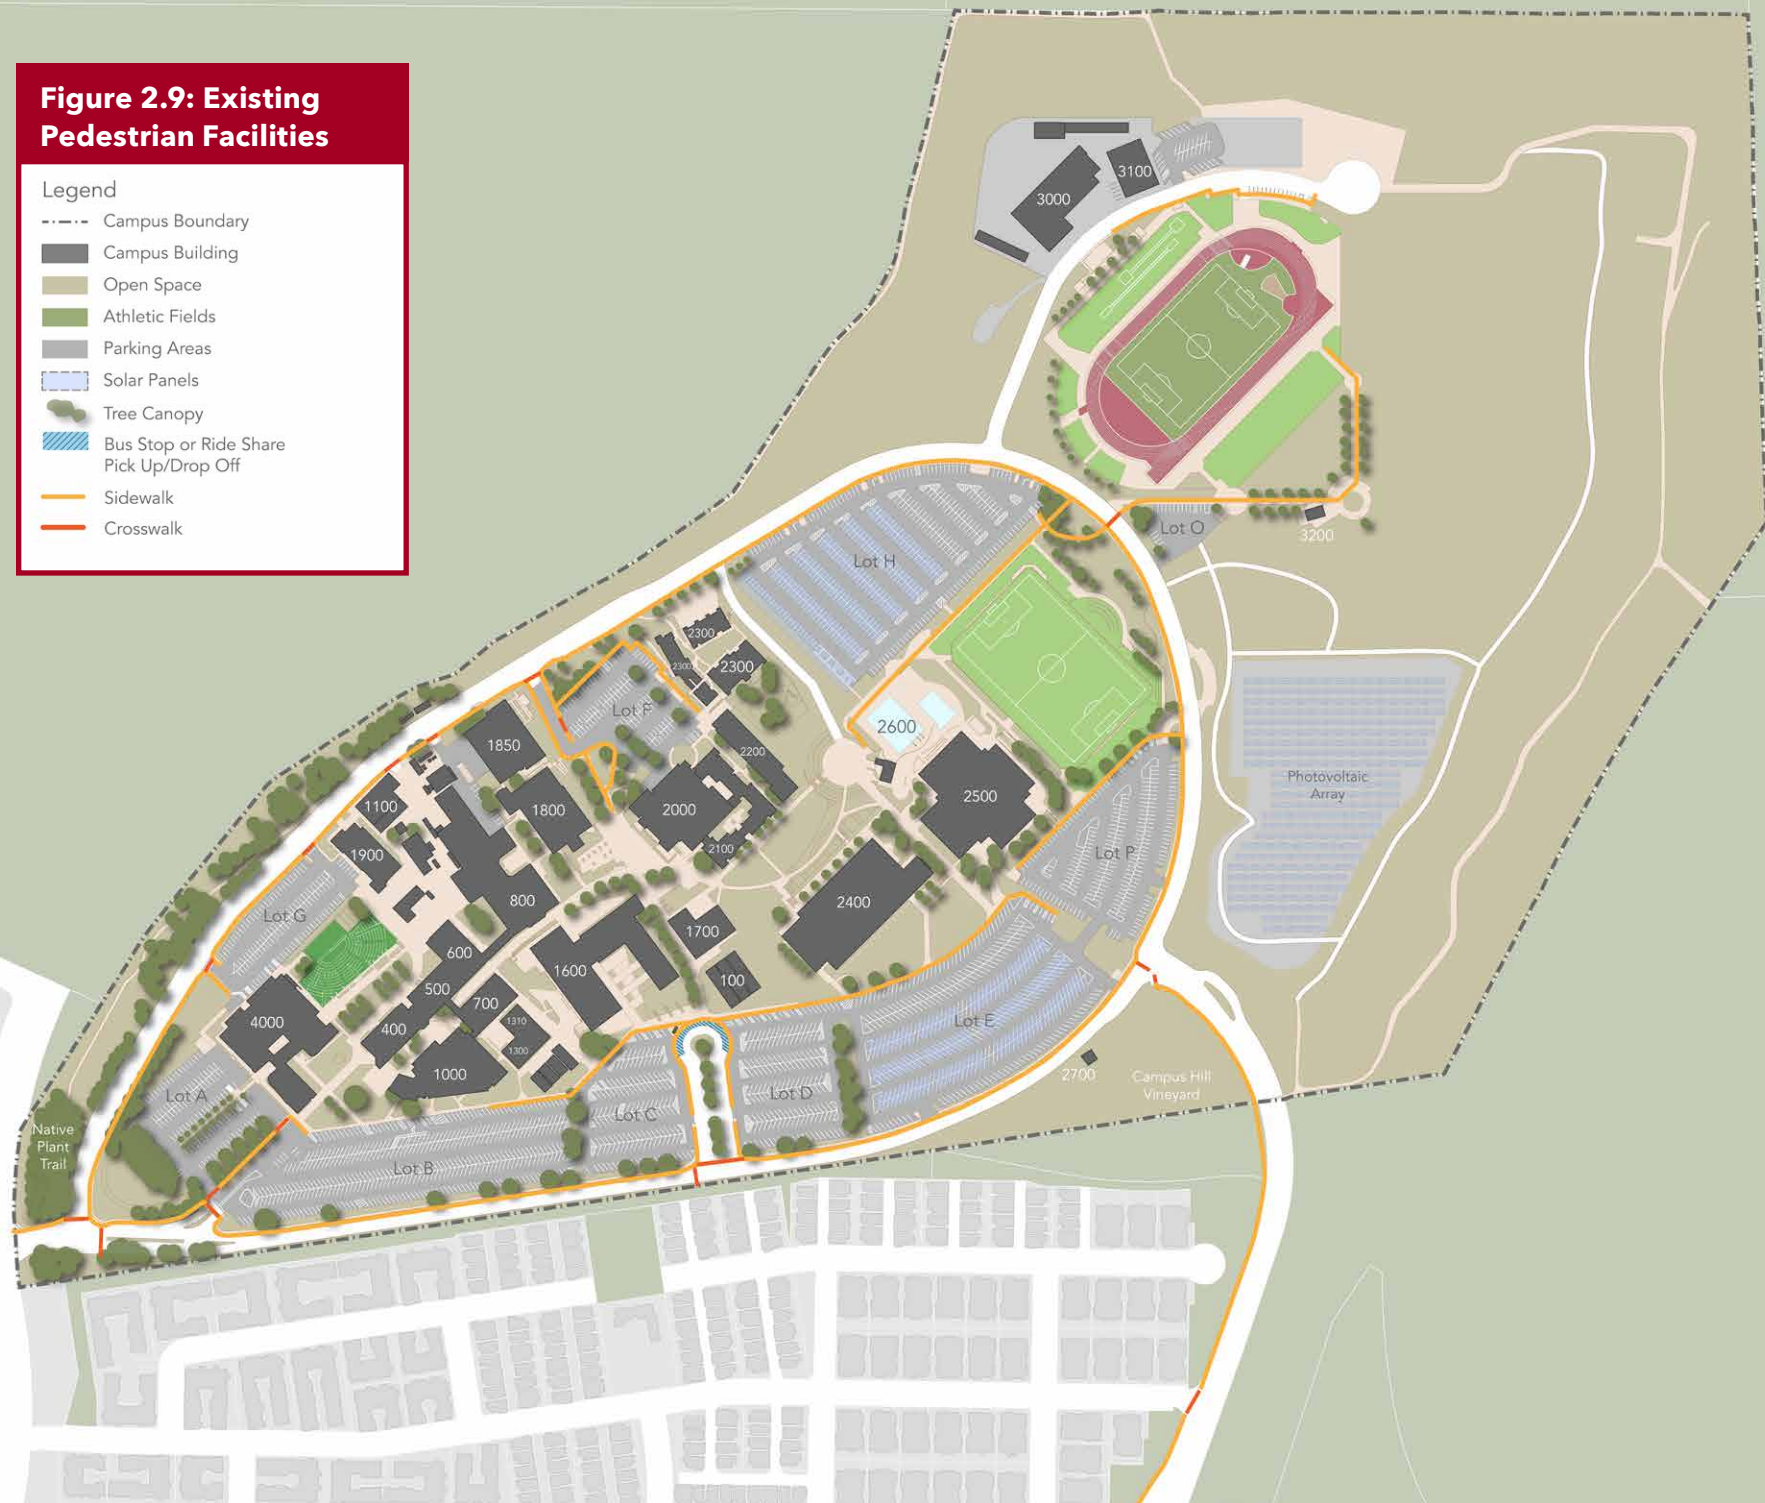 Figure 2.9: Existing
Pedestrian Facilities
Legend
Campus Boundary
Campus Building
Open Space
Athletic Fields
Parking Areas
Solar Panels
Tree Canopy
Bus Stop or Ride Share
Pick Up/Drop Off
Sidewalk
Crosswalk
3100
3000
Lot O
3200
Lot H
2300
2300
2300
Lot F
2600
1850
2200
Photovoltaic
Array
2500
1100
1800
2000
2100
1900
Lot P
800
2400
Lot G
1700
600
1600
100
500
700
4000
400
1310
1300
Lot E
1000
2700
Campus Hill
Vineyard
Lot A
Lot D
Lot C
Native
Plant
Trail
Lot B